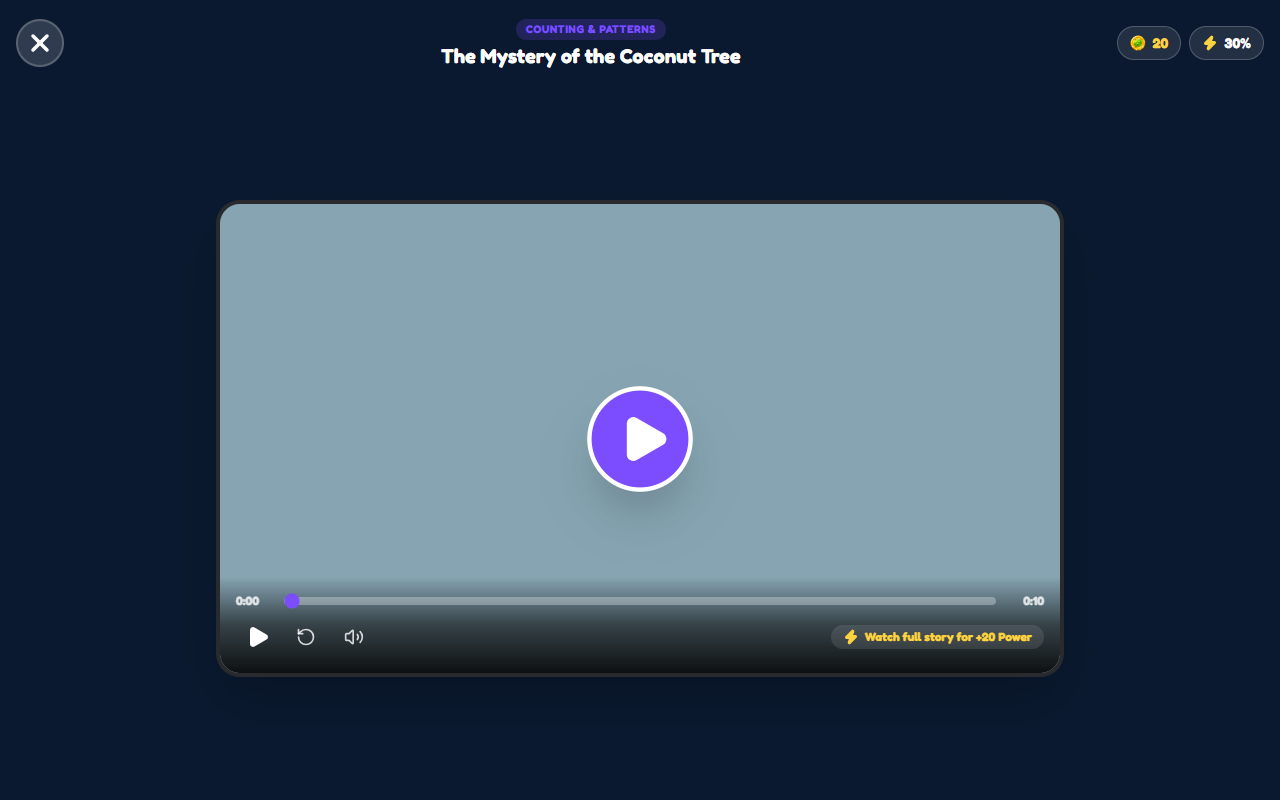 COUNTING & PATTERNS
The Mystery of the Coconut Tree
20
30%
0:00
0:10
Watch full story for +20 Power